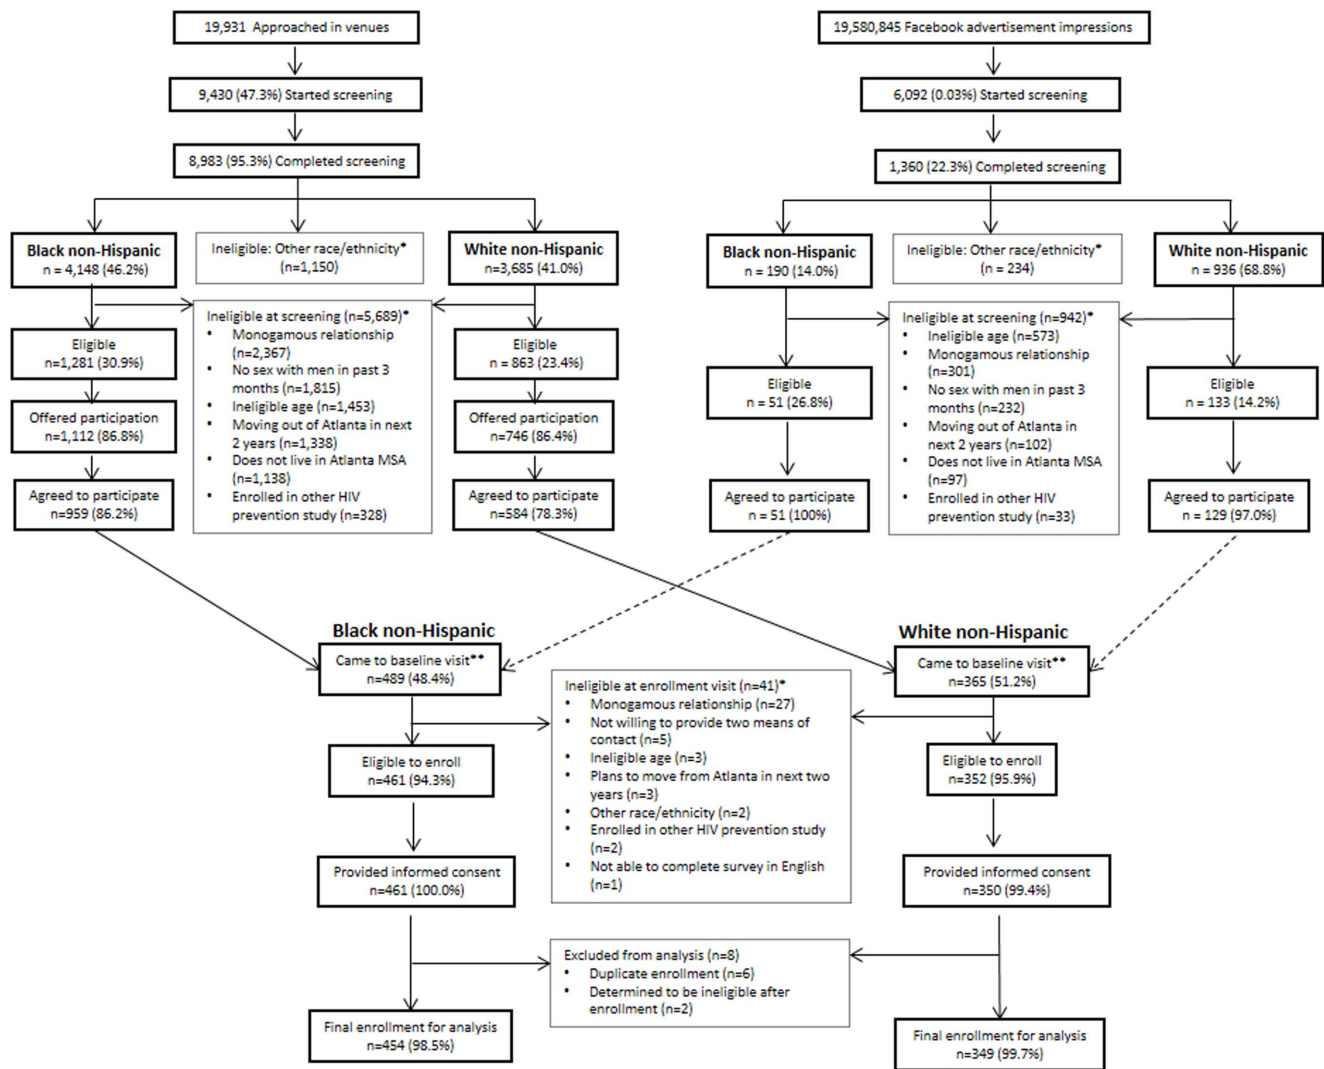 19,931 Approached in venues
9,430 (47.3%) Started screening
8,983 (95.3%) Completed screening
Black non-Hispanic
n = 4,148 (46.2%)
Ineligible: Other race/ethnicity*
(n=1,150)
White non-Hispanic
n=3,685 (41.0%)
Eligible
n=1,281 (30.9%)
Offered participation
n=1,112 (86.8%)
Agreed to participate
n=959 (86.2%)
Ineligible at screening (n=5,689)*
• Monogamous relationship
(n=2,367)
• No sex with men in past 3
months (n=1,815)
• Ineligible age (n=1,453)
• Moving out of Atlanta in next
2 years (n=1,338)
• Does not live in Atlanta MSA
(n=1,138)
• Enrolled in other HIV
prevention study (n=328)
Eligible
n= 863 (23.4%)
Offered participation
n=746 (86.4%)
Agreed to participate
n=584 (78.3%)
19,580,845 Facebook advertisement impressions
6,092 (0.03%) Started screening
1,360 (22.3%) Completed screening
Black non-Hispanic
n = 190 (14.0%)
Ineligible: Other race/ethnicity*
(n = 234)
White non-Hispanic
n = 936 (68.8%)
Eligible
n = 51 (26.8%)
Agreed to participate
n = 51 (100%)
Ineligible at screening (n=942)*
• Ineligible age (n=573)
• Monogamous relationship
(n=301)
• No sex with men in past 3
months (n=232)
• Moving out of Atlanta in
next 2 years (n=102)
• Does not live in Atlanta MSA
(n=97)
• Enrolled in other HIV
prevention study (n=33)
Eligible
n = 133 (14.2%)
Agreed to participate
n = 129 (97.0%)
Black non-Hispanic
Came to baseline visit**
n=489 (48.4%)
Eligible to enroll
n=461 (94.3%)
Provided informed consent
n=461 (100.0%)
Final enrollment for analysis
n=454 (98.5%)
Ineligible at enrollment visit (n=41)*
• Monogamous relationship (n=27)
• Not willing to provide two means of
contact (n=5)
• Ineligible age (n=3)
• Plans to move from Atlanta in next two
years (n=3)
• Other race/ethnicity (n=2)
• Enrolled in other HIV prevention study
(n=2)
• Not able to complete survey in English
(n=1)
Excluded from analysis (n=8)
• Duplicate enrollment (n=6)
• Determined to be ineligible after
enrollment (n=2)
White non-Hispanic
Came to baseline visit**
n=365 (51.2%)
Eligible to enroll
n=352 (95.9%)
Provided informed consent
n=350 (99.4%)
Final enrollment for analysis
n=349 (99.7%)